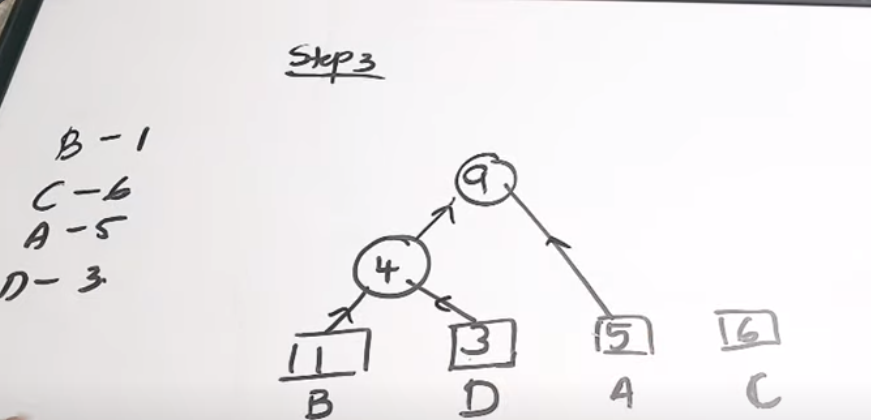 Step 3
B - 1
C - 6
A - 5
D - 3
9
4
1 3 5 6
B D A C